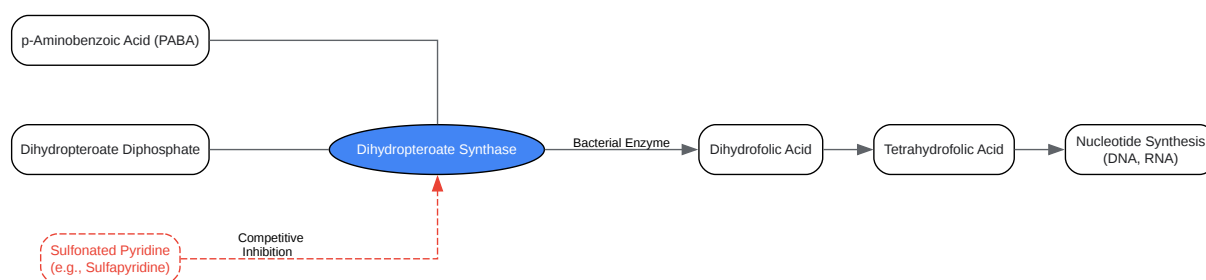 p-Aminobenzoic Acid (PABA)
Dihydropteroate Diphosphate
Dihydropteroate Synthase
Bacterial Enzyme
Dihydrofolic Acid
Tetrahydrofolic Acid
Nucleotide Synthesis
(DNA, RNA)
Sulfonated Pyridine
(e.g., Sulfapyridine)
Competitive
Inhibition